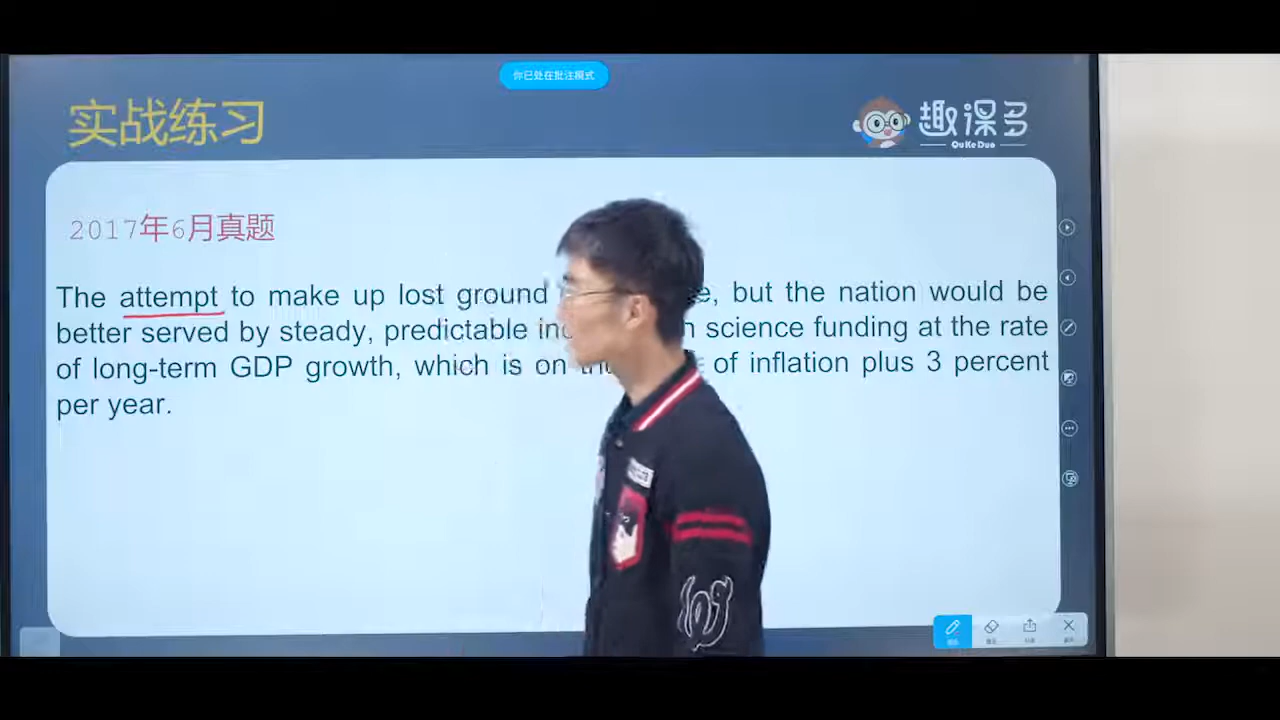 你已处在批注模式
实战练习
趣课多
QuKeDuo
2017年6月真题
The attempt to make up lost ground but the nation would be
better served by steady, predictable science funding at the rate
of long-term GDP growth, which is on of inflation plus 3 percent
per year.